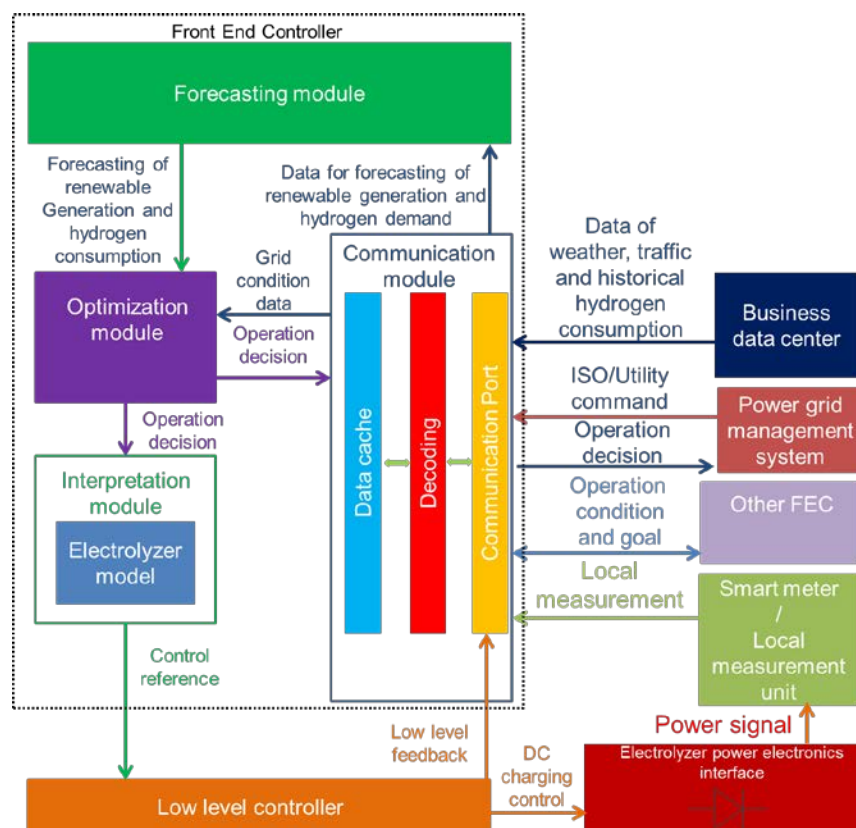 Front End Controller
Forecasting module
Forecasting of
renewable
Generation and
hydrogen
consumption
Data for forecasting of
renewable generation and
hydrogen demand
Grid
condition
data
Communication
module
Data of
weather, traffic
and historical
hydrogen
consumption
Business
data center
Optimization
module
Operation
decision
Operation
decision
Interpretation
module
Electrolyzer
model
Data cache
Decoding
Communication Port
ISO/Utility
command
Operation
decision
Power grid
management
system
Operation
condition
and goal
Other FEC
Local
measurement
Smart meter
/
Local
measurement
unit
Control
reference
Low level
feedback
DC
charging
control
Power signal
Electrolyzer power electronics
interface
Low level controller